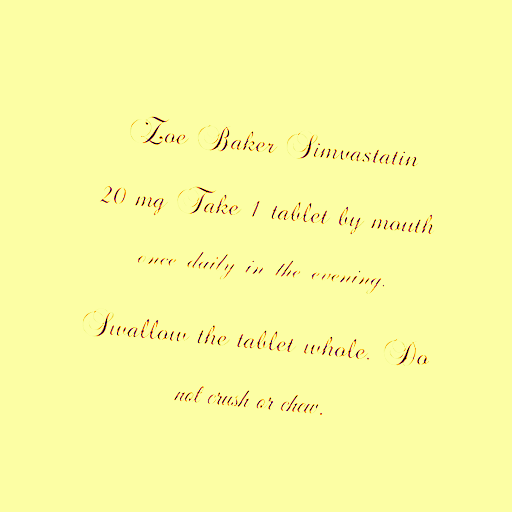 Zoe Baker Simvastatin
20 mg Take 1 tablet by mouth
once daily in the evening.
Swallow the tablet whole. Do
not crush or chew.